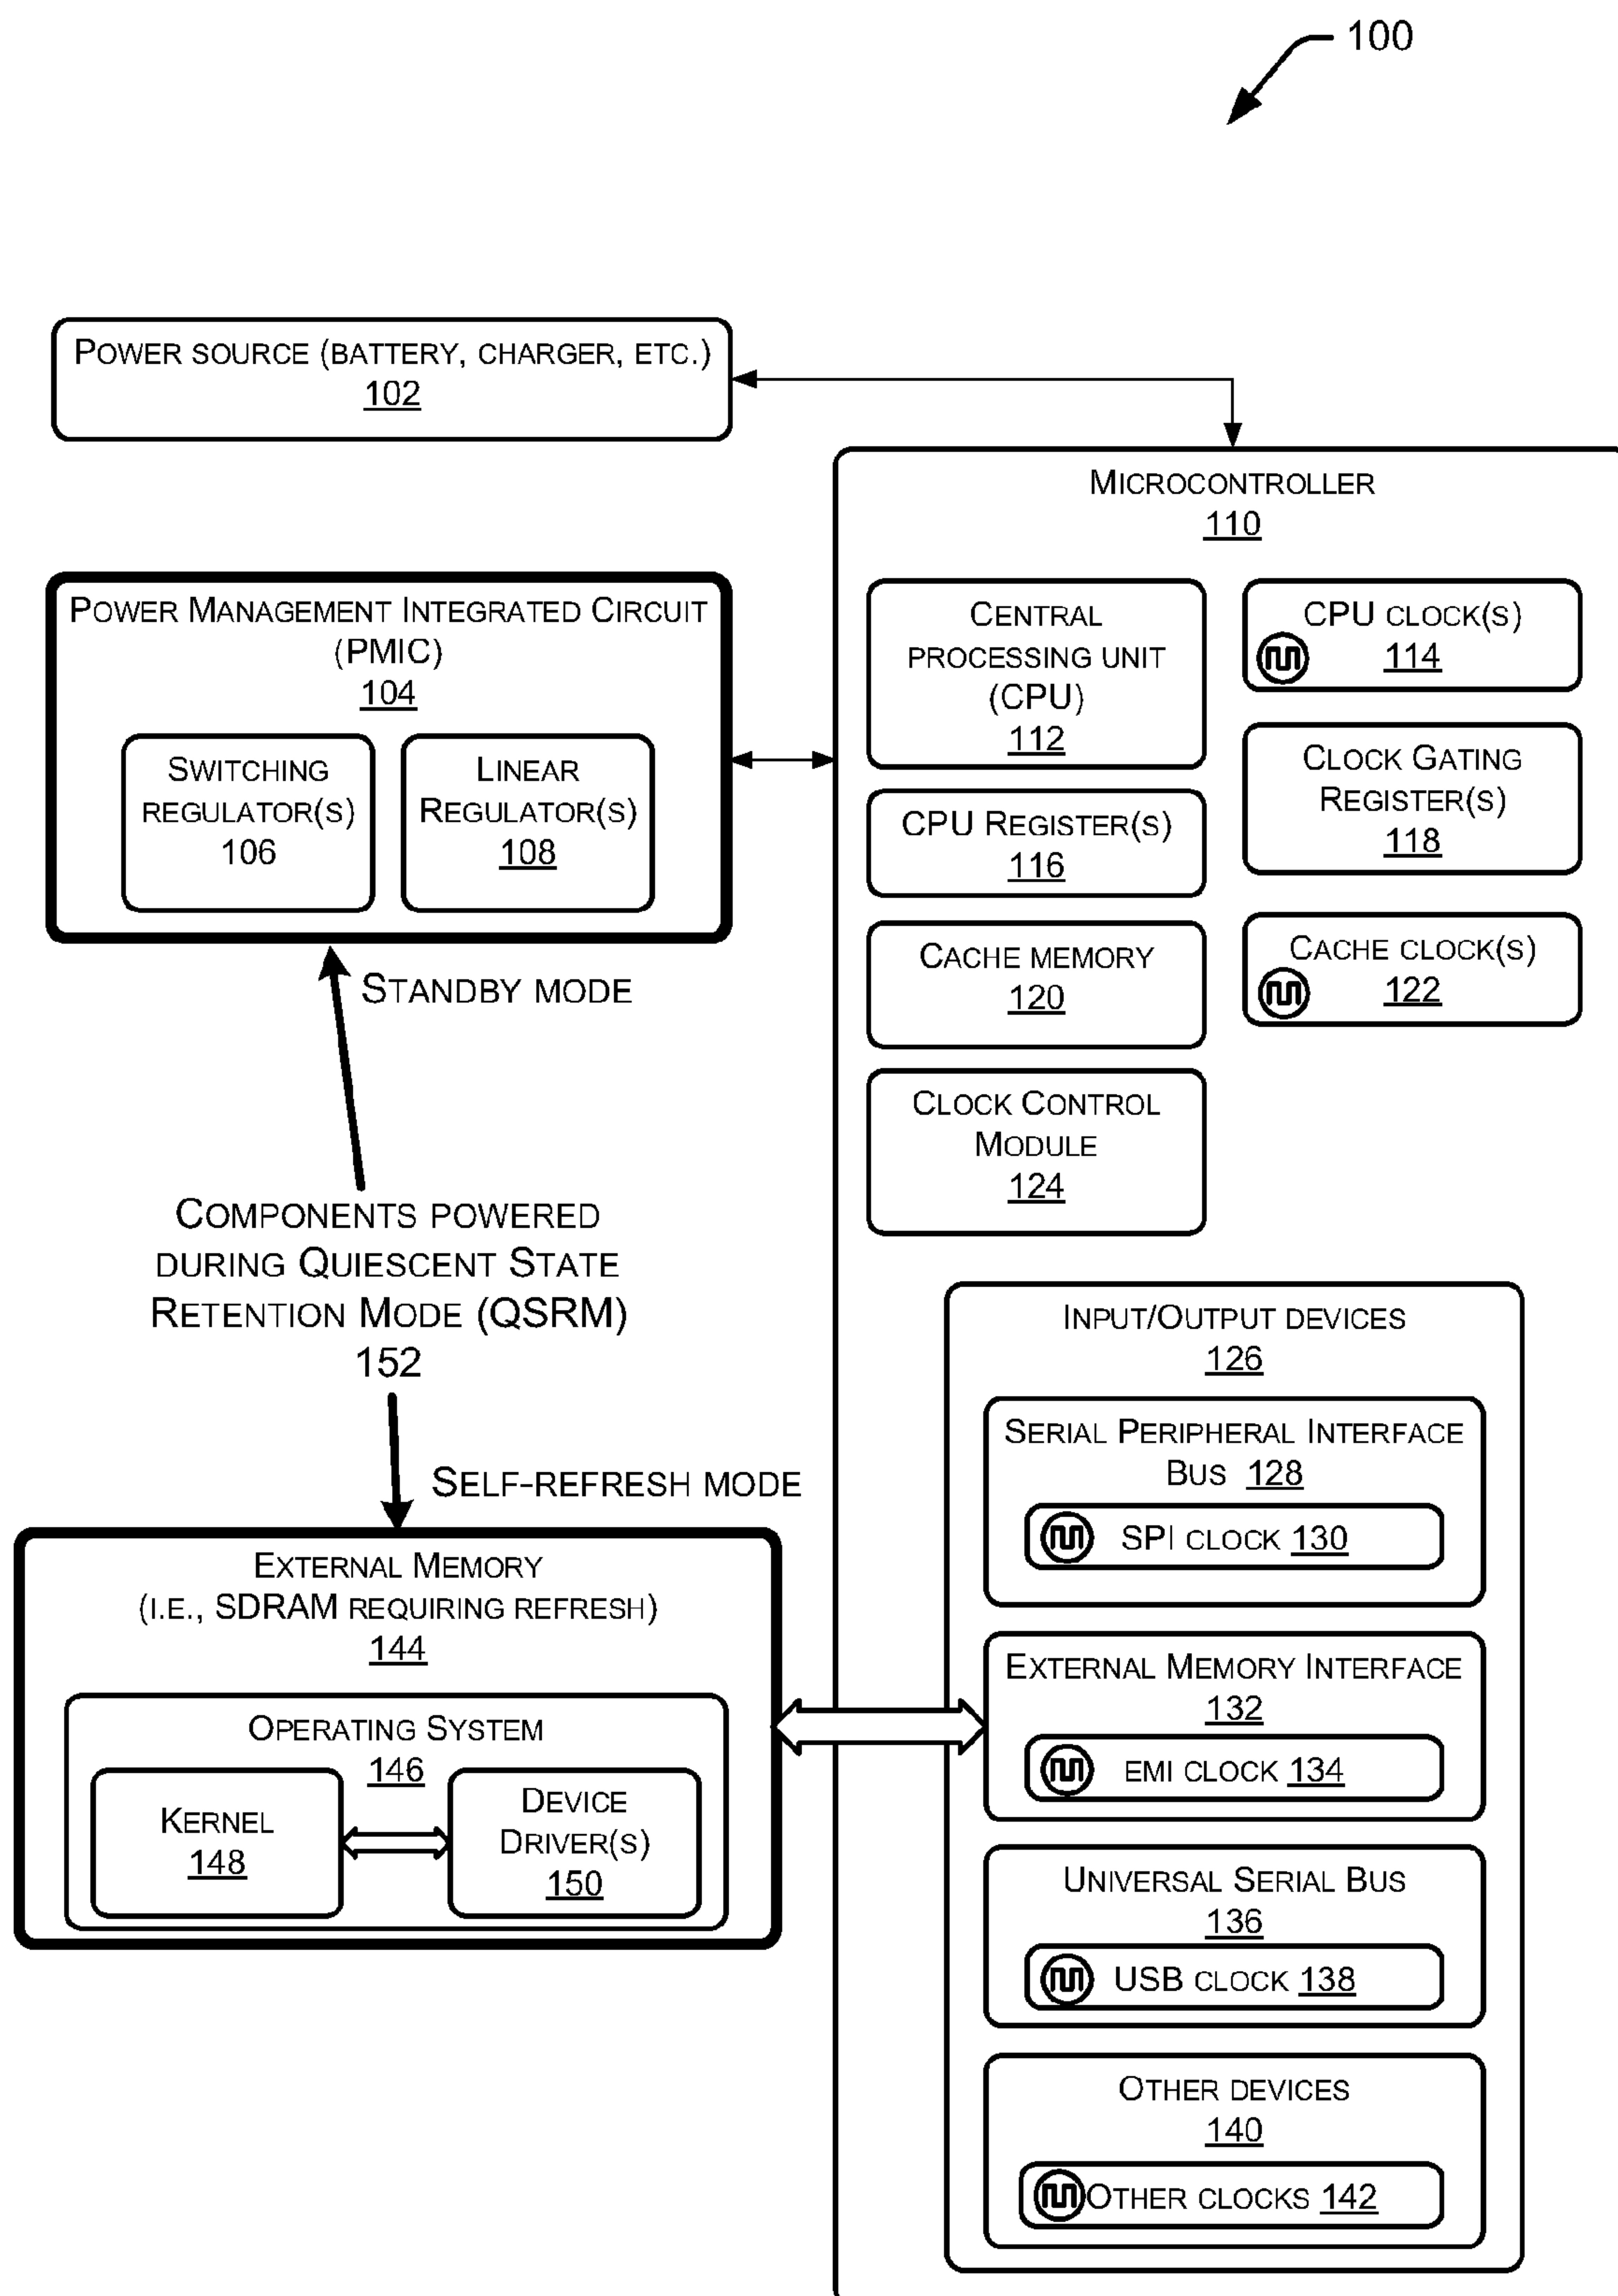 100
Power source (battery, charger, etc.)
102
Power Management Integrated Circuit
(PMIC)
104
Switching
regulator(s)
106
Linear
Regulator(s)
108
Standby mode
Components powered
during Quiescent State
Retention Mode (QSRM)
152
Self-refresh mode
External Memory
(i.e., SDRAM requiring refresh)
144
Operating System
146
Kernel
148
Device
Driver(s)
150
Microcontroller
110
Central
processing unit
(CPU)
112
CPU clock(s)
114
CPU Register(s)
116
Clock Gating
Register(s)
118
Cache memory
120
Cache clock(s)
122
Clock Control
Module
124
Input/Output devices
126
Serial Peripheral Interface
Bus 128
SPI clock 130
External Memory Interface
132
EMI clock 134
Universal Serial Bus
136
USB clock 138
Other devices
140
Other clocks 142